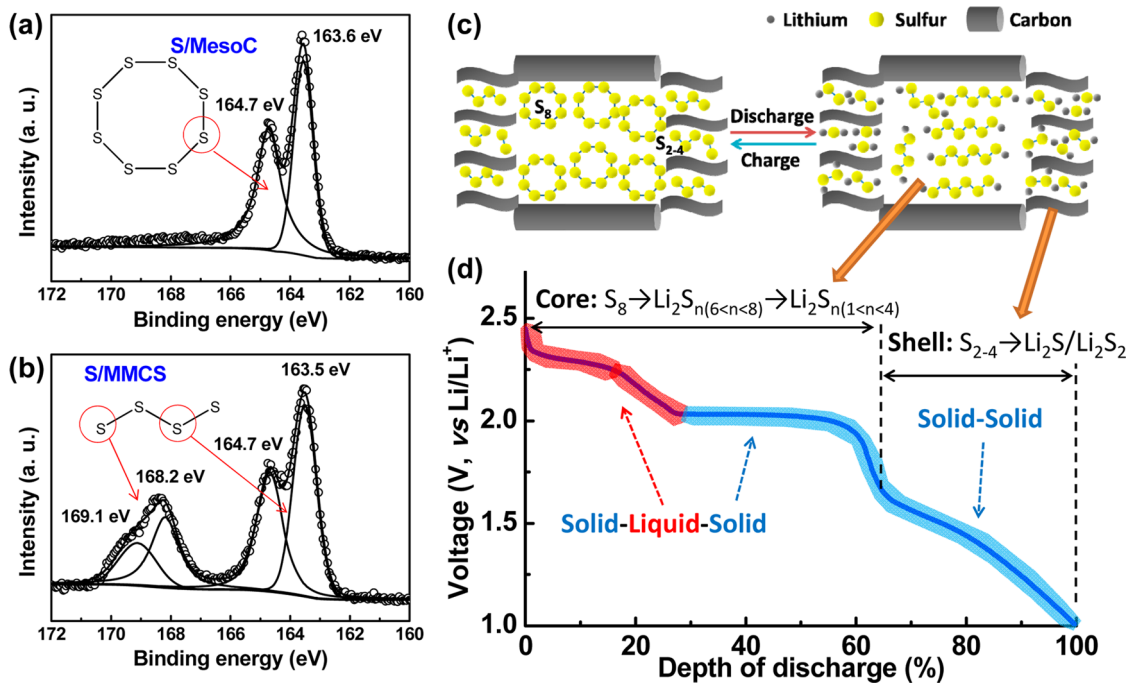 (a)
S/MesoC
163.6 eV
164.7 eV
S S
S S
S S
S S
Intensity (a. u.)
172 170 168 166 164 162 160
Binding energy (eV)
(b)
S/MMCS
163.5 eV
S S
S S
164.7 eV
168.2 eV
169.1 eV
Intensity (a. u.)
172 170 168 166 164 162 160
Binding energy (eV)
(c)
Lithium Sulfur Carbon
S₈
S₂₋₄
Discharge
Charge
(d)
Core: S₈→Li₂Sₙ₍₆<ₙ<₈₎→Li₂Sₙ₍₁<ₙ<₄₎
Shell: S₂₋₄→Li₂S/Li₂S₂
Solid-Solid
Solid-Liquid-Solid
Voltage (V, vs Li/Li⁺)
2.5
2.0
1.5
1.0
0 20 40 60 80 100
Depth of discharge (%)